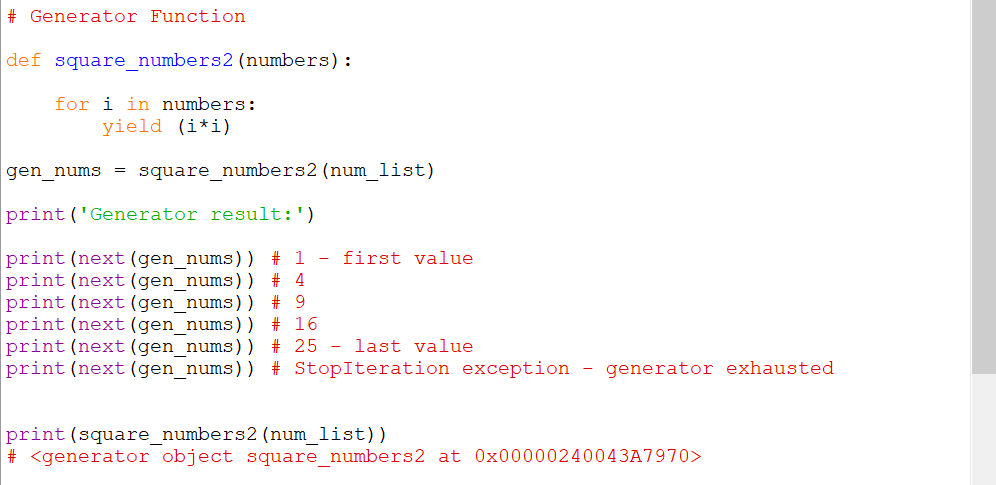 # Generator Function
def square_numbers2(numbers):
    for i in numbers:
        yield (i*i)
gen_nums = square_numbers2(num_list)
print('Generator result:')
print(next(gen_nums)) # 1 - first value
print(next(gen_nums)) # 4
print(next(gen_nums)) # 9
print(next(gen_nums)) # 16
print(next(gen_nums)) # 25 - last value
print(next(gen_nums)) # StopIteration exception - generator exhausted
print(square_numbers2(num_list))
# <generator object square_numbers2 at 0x00000240043A7970>